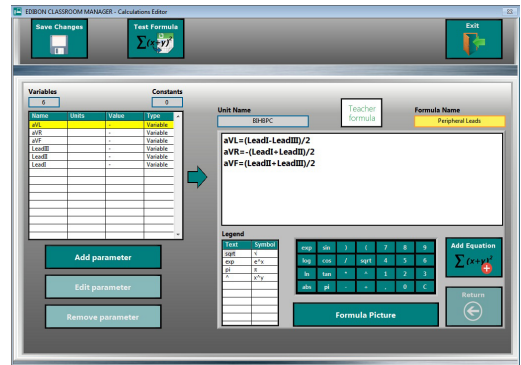 EDIBON CLASSROOM MANAGER - Calculations Editor
Save Changes
Test Formula
Σ(x+y)²
Exit
Variables
Constants
6
0
Name Units Value Type
aVL - Variable
aVR - Variable
aVF - Variable
LeadIII - Variable
LeadII - Variable
LeadI - Variable
Add parameter
Edit parameter
Remove parameter
Unit Name
BIHBPC
Teacher
formula
Formula Name
Peripheral Leads
aVL=(LeadI-LeadIII)/2
aVR=-(LeadI+LeadII)/2
aVF=(LeadII+LeadIII)/2
Legend
Text Symbol
sqrt √
exp e^x
pi π
^ x^y
exp sin ) ( 7 8 9
log cos / sqrt 4 5 6
ln tan * ^ 1 2 3
abs pi - + . 0 C
Formula Picture
Add Equation
Σ(x+y)²
Return